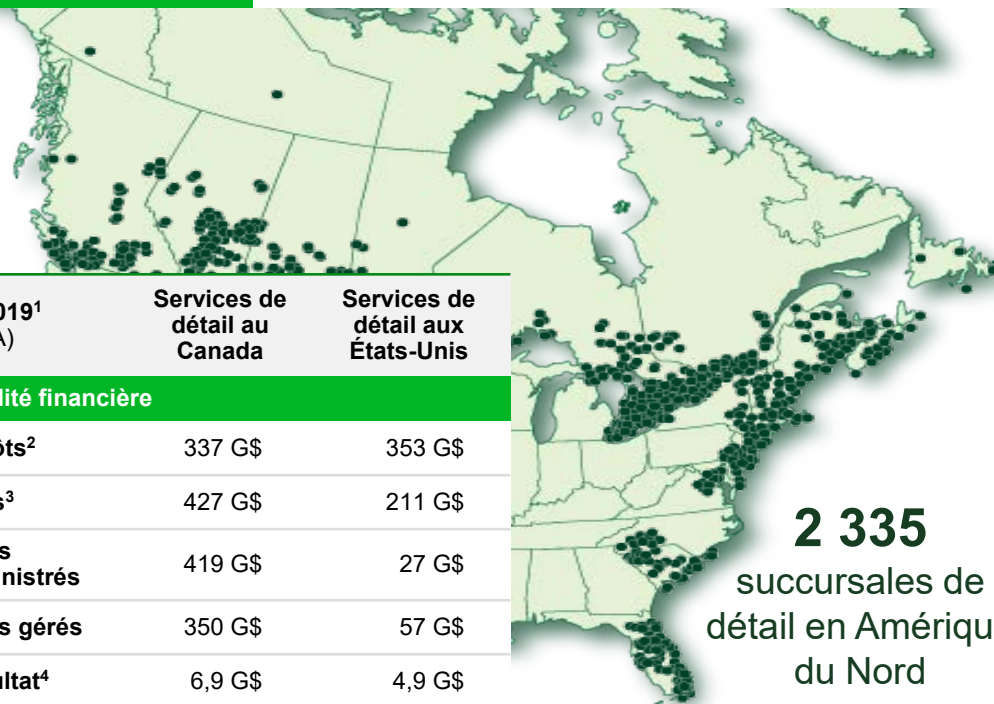 019¹ Services de Services de
A) détail au détail aux
Canada États-Unis
lité financière
ôts² 337 G$ 353 G$
s³ 427 G$ 211 G$
s
nistrés 419 G$ 27 G$
s gérés 350 G$ 57 G$
ultat⁴ 6,9 G$ 4,9 G$
2 335
succursales de
détail en Amériqu
du Nord